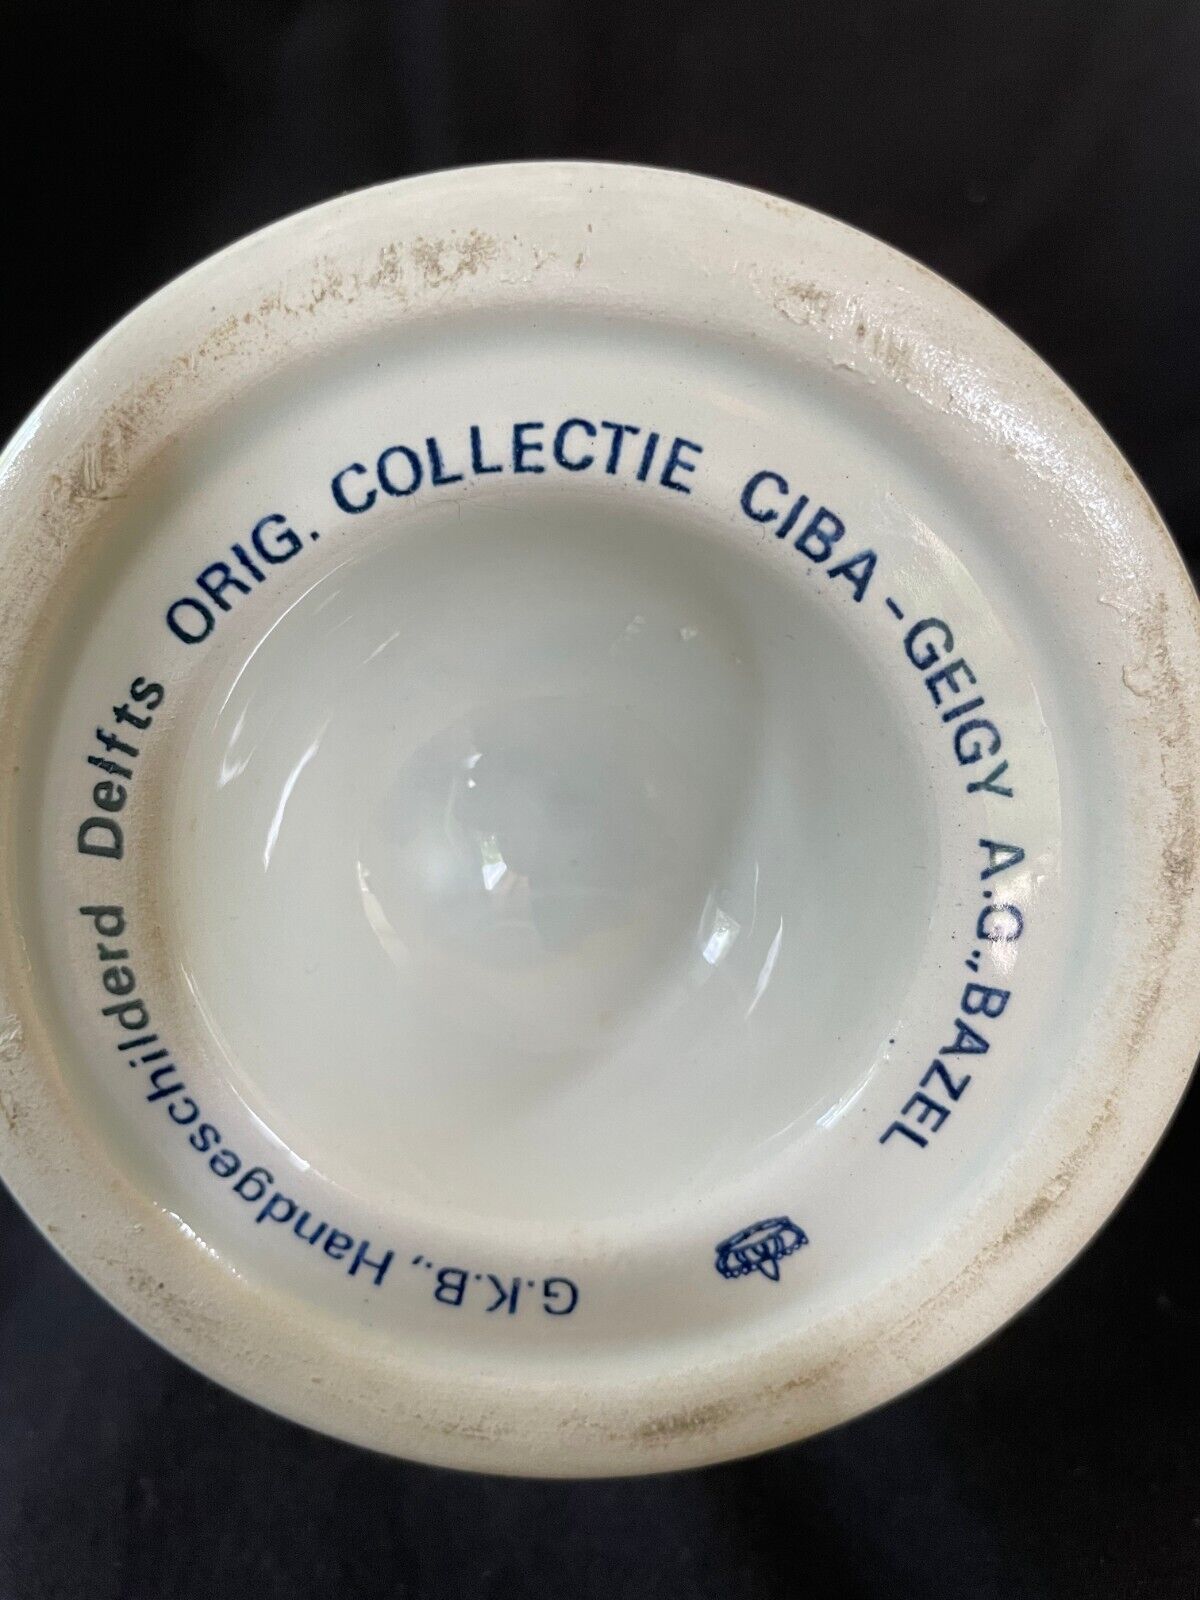 G.K.B., Handgeschilderd Delfts ORIG. COLLECTIE CIBA-GEIGY A.G., BAZEL